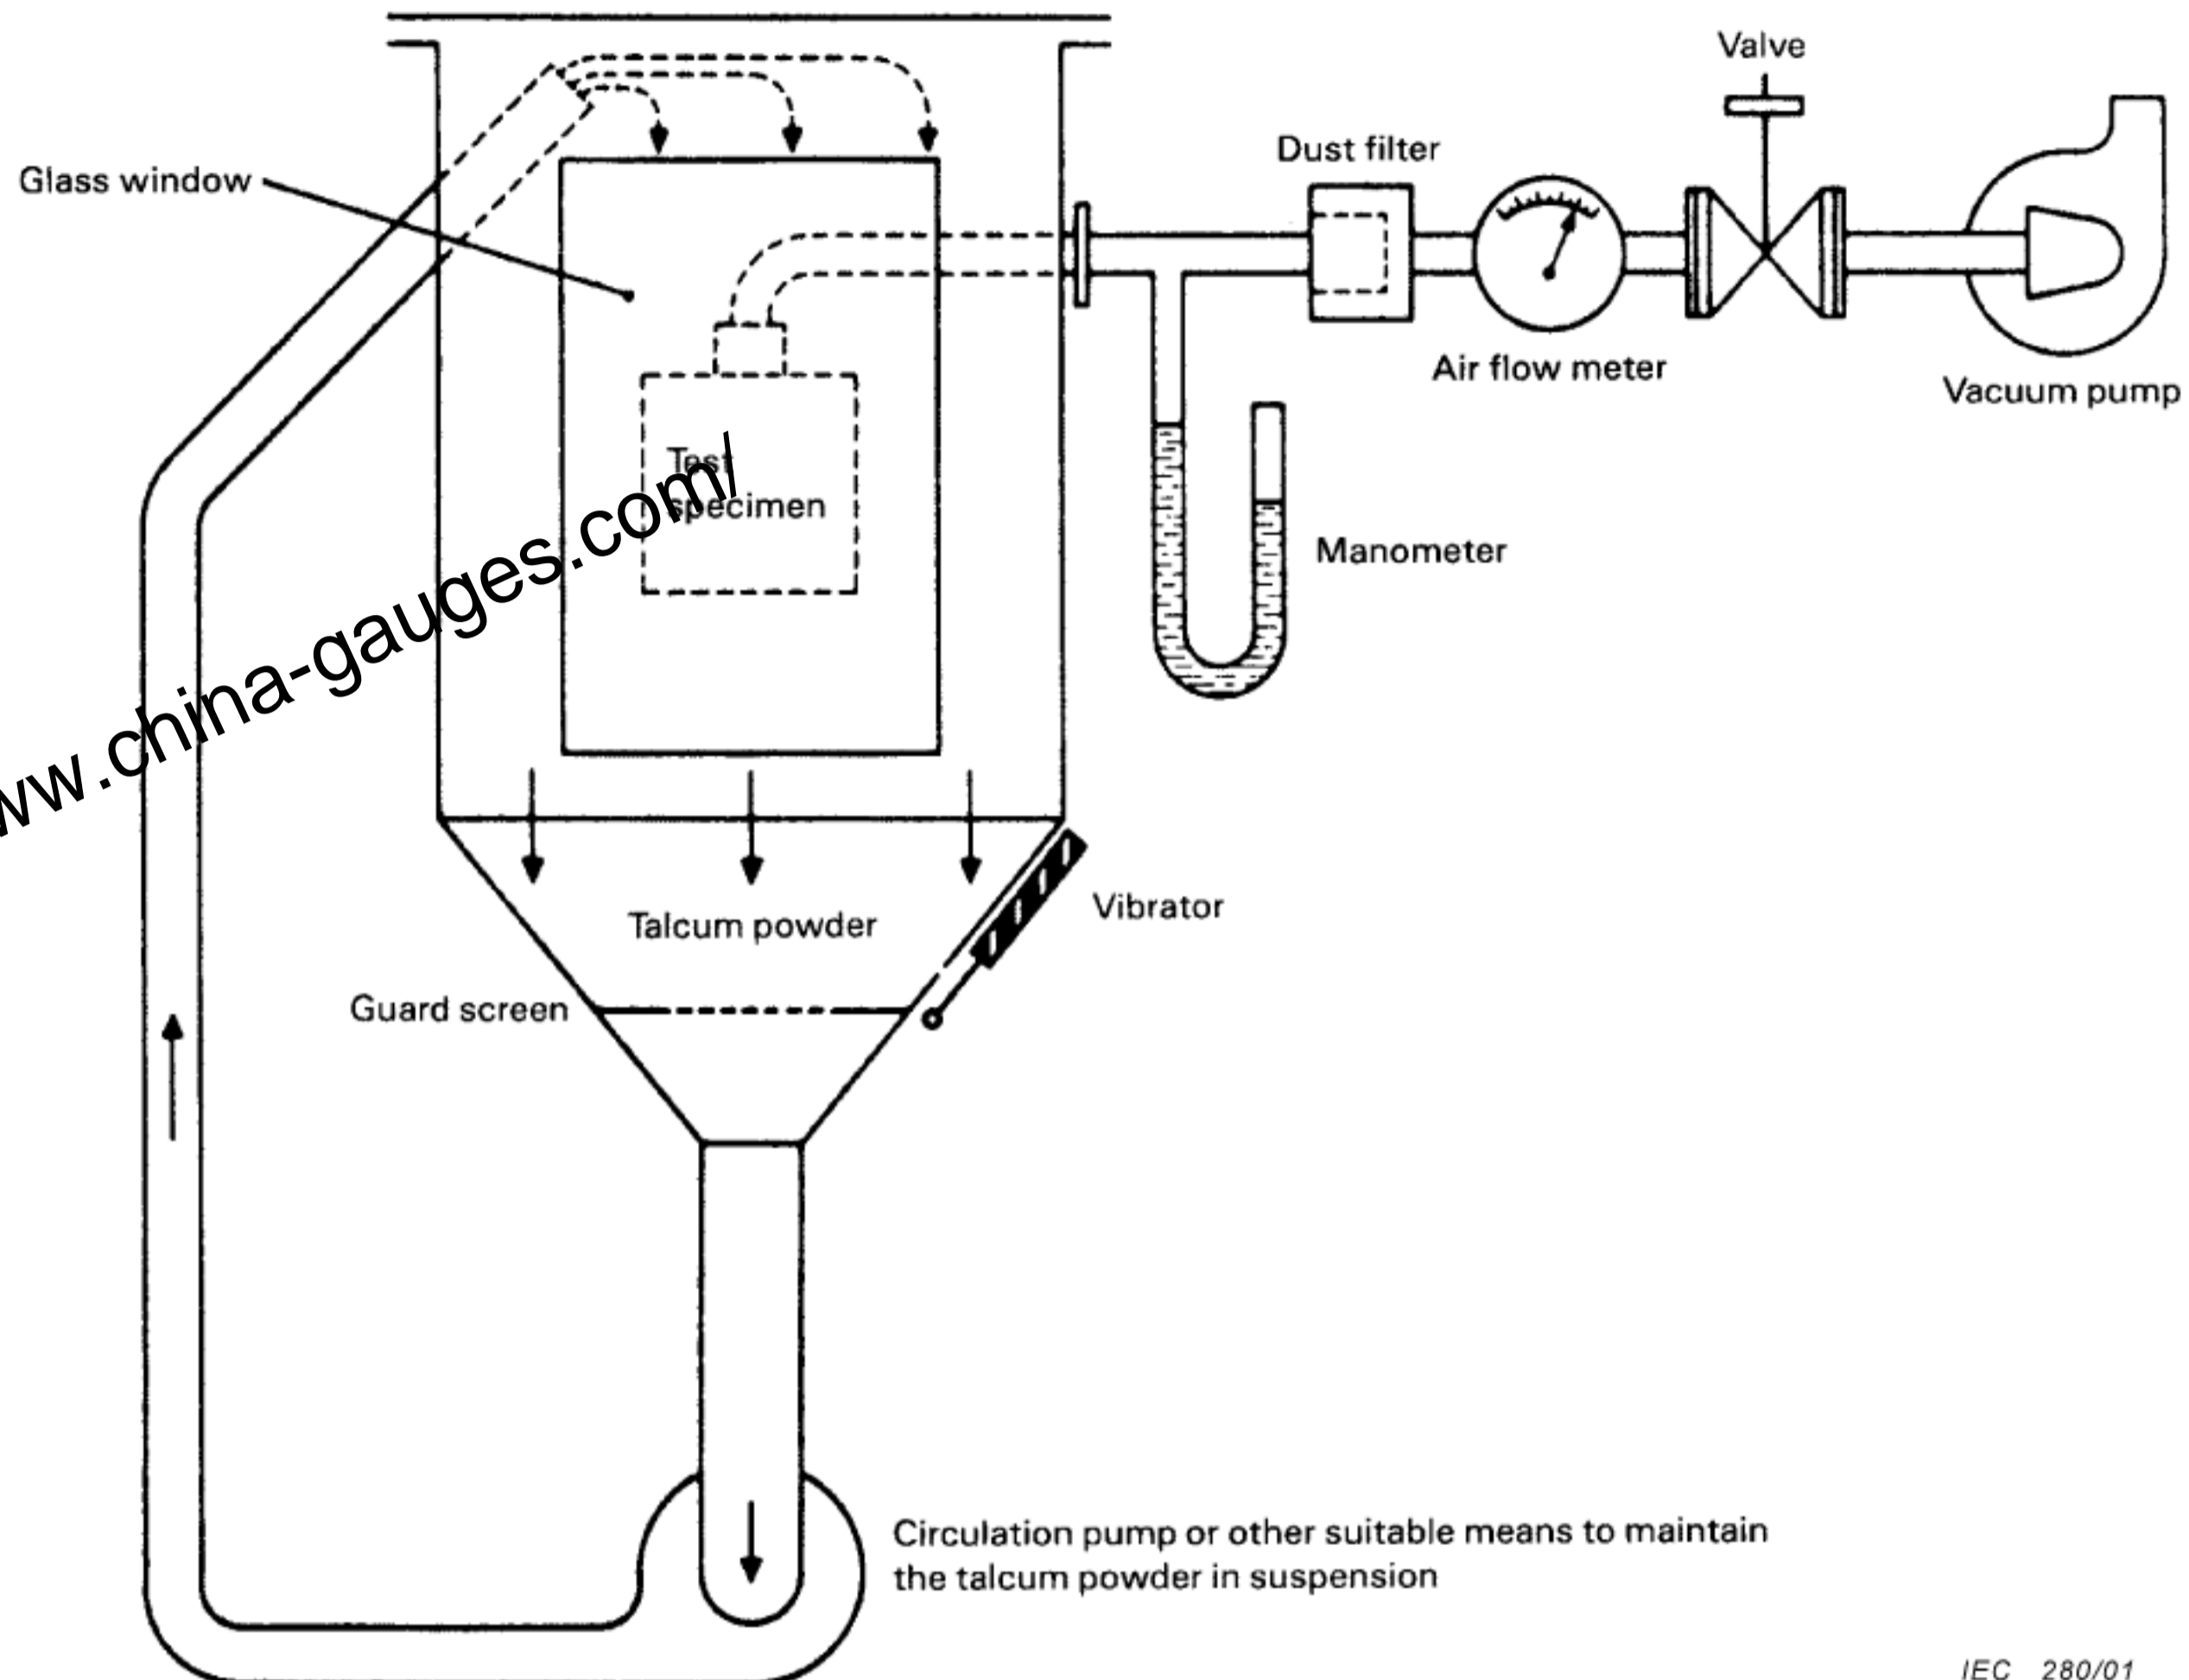 Valve
Dust filter
Glass window
Air flow meter
Vacuum pump
Test
specimen
Manometer
ww.china-gauges.com/
Vibrator
Talcum powder
Guard screen
Circulation pump or other suitable means to maintain
the talcum powder in suspension
IEC 280/01